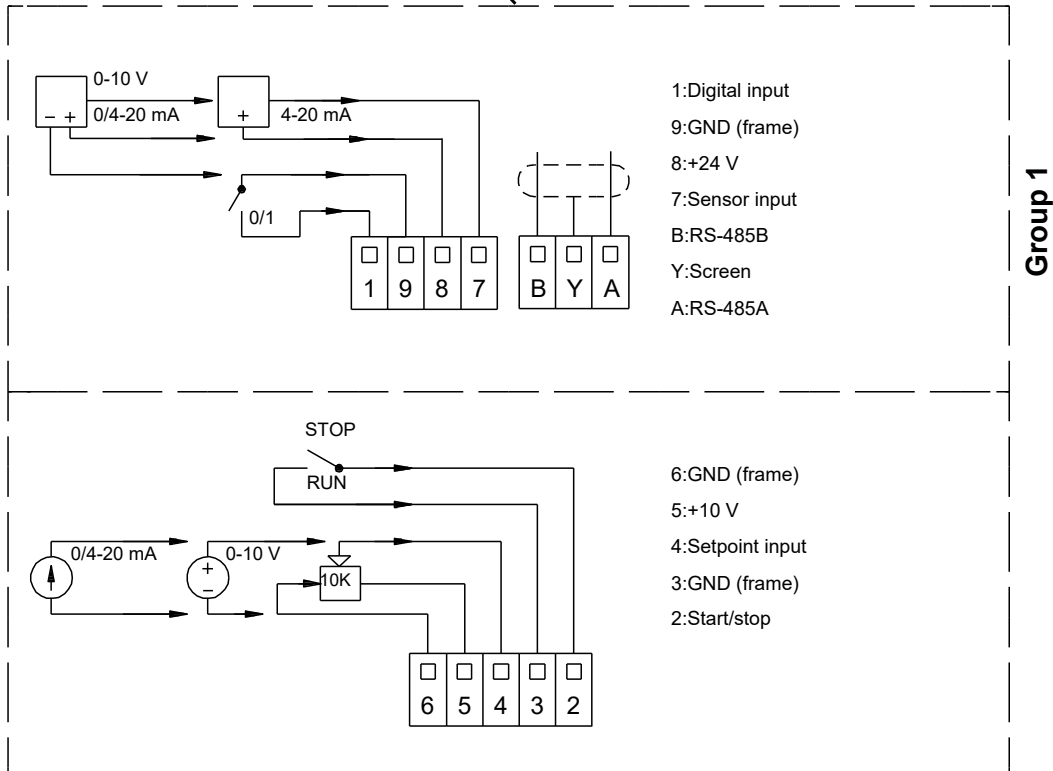 0-10 V
0/4-20 mA
- +
+
4-20 mA
0/1
1 9 8 7
B Y A
1:Digital input
9:GND (frame)
8:+24 V
7:Sensor input
B:RS-485B
Y:Screen
A:RS-485A
Group 1
STOP
RUN
0/4-20 mA
0-10 V
+
-
10K
6 5 4 3 2
6:GND (frame)
5:+10 V
4:Setpoint input
3:GND (frame)
2:Start/stop